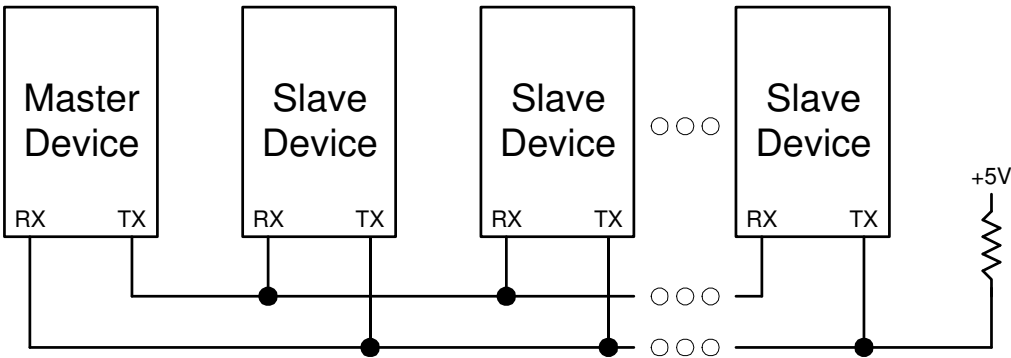 Master
Device
Slave
Device
Slave
Device
Slave
Device
+5V
RX TX
RX TX
RX TX
RX TX